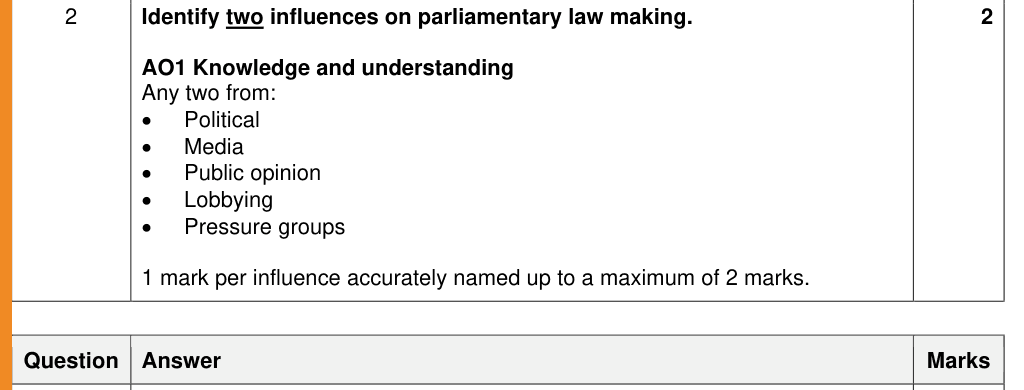 2 Identify two influences on parliamentary law making. 2
AO1 Knowledge and understanding
Any two from:
• Political
• Media
• Public opinion
• Lobbying
• Pressure groups
1 mark per influence accurately named up to a maximum of 2 marks.
Question Answer Marks